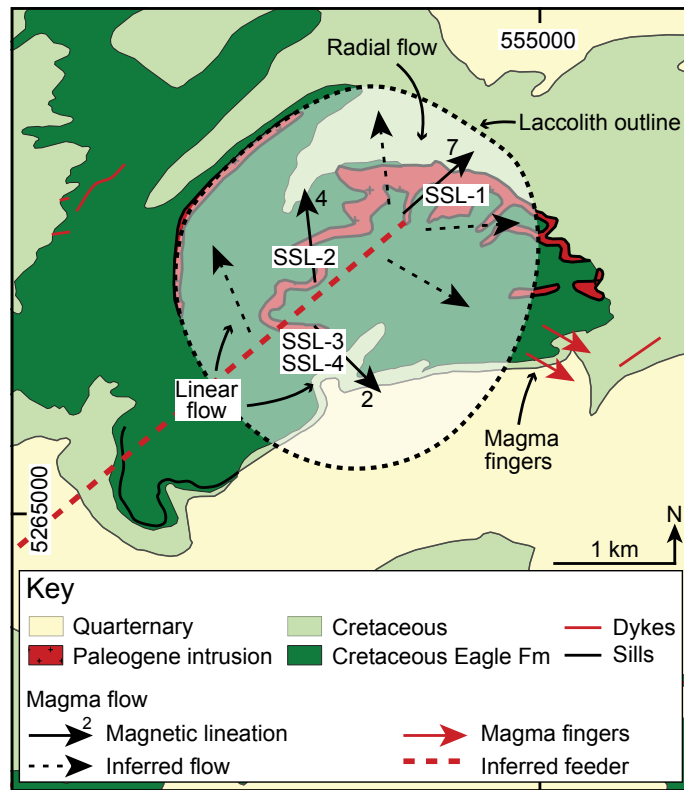 555000
Radial flow
Laccolith outline
7
SSL-1
4
SSL-2
SSL-3
SSL-4
Linear
flow
2
Magma
fingers
5265000
N
1 km
Key
Quarternary
Cretaceous
Dykes
Paleogene intrusion
Cretaceous Eagle Fm
Sills
Magma flow
2 Magnetic lineation
Magma fingers
Inferred flow
Inferred feeder